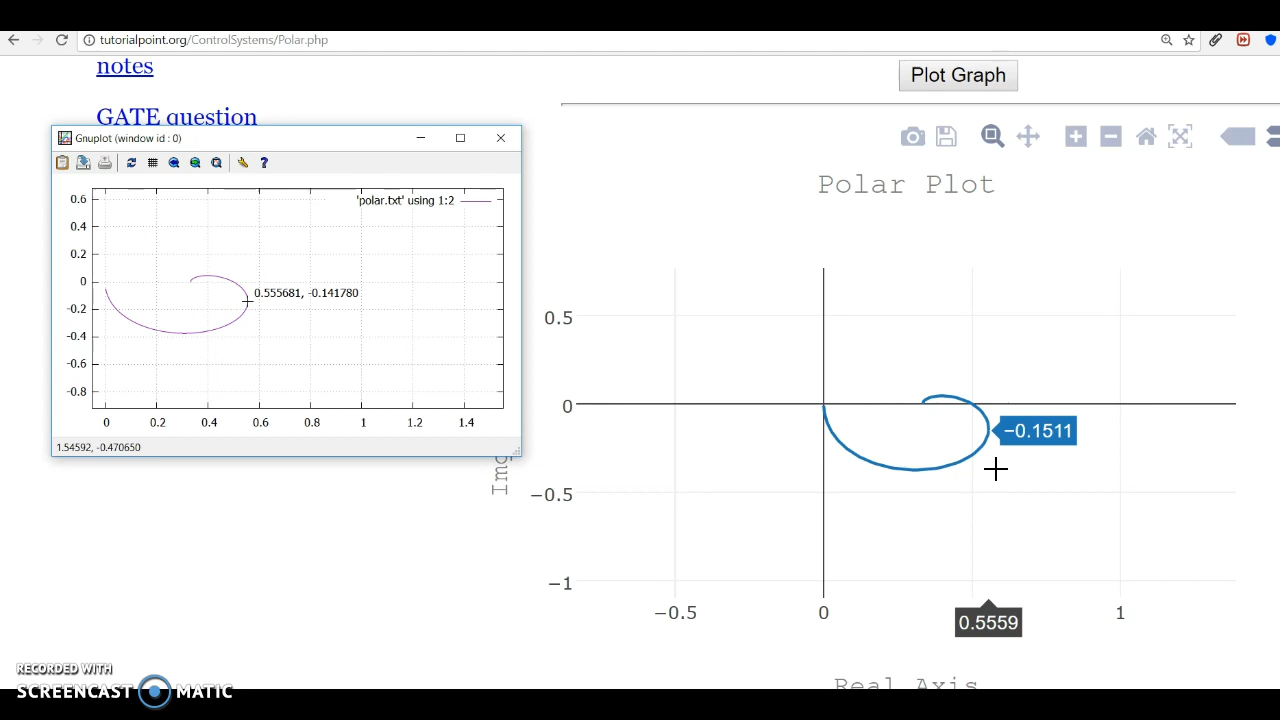 tutorialpoint.org/ControlSystems/Polar.php
notes
GATE question
Plot Graph
Gnuplot (window id : 0)
'polar.txt' using 1:2
0.6
0.4
0.2
0
-0.2
-0.4
-0.6
-0.8
0.555681, -0.141780
0 0.2 0.4 0.6 0.8 1 1.2 1.4
1.54592, -0.470650
Polar Plot
0.5
0
−0.5
−1
Img
−0.1511
−0.5 0 1
0.5559
Real Axis
RECORDED WITH
SCREENCAST MATIC